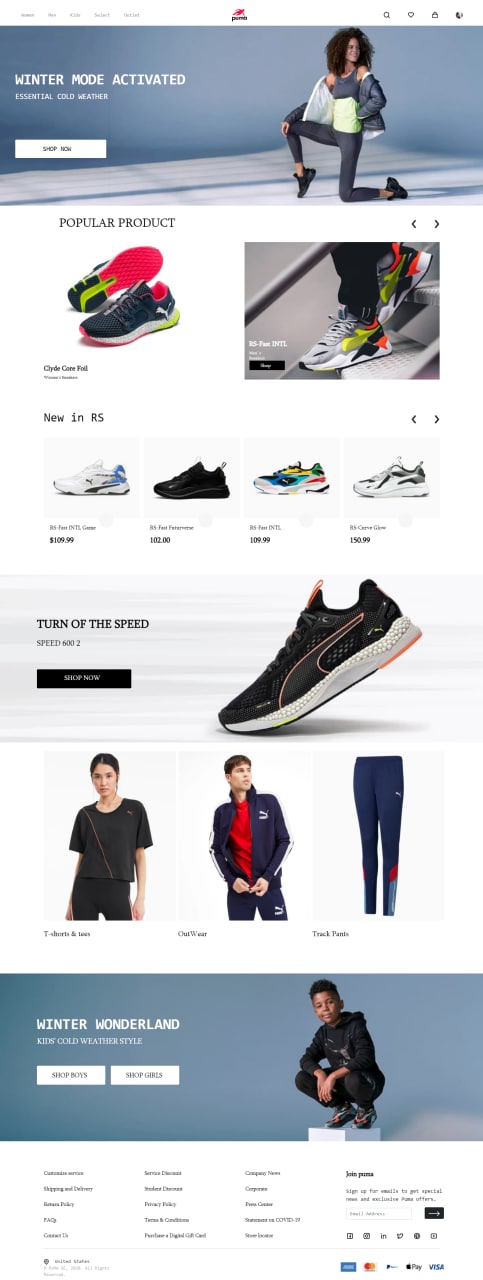 Women Men Kids Select Outlet
puma
WINTER MODE ACTIVATED
ESSENTIAL COLD WEATHER
SHOP NOW
POPULAR PRODUCT
RS-Fast INTL
Men's
Sneakers
Shop
Clyde Core Foil
Women's Sneakers
New in RS
RS-Fast INTL Game
RS-Fast Futurverse
RS-Fast INTL
RS-Curve Glow
$109.99
102.00
109.99
150.99
TURN OF THE SPEED
SPEED 600 2
SHOP NOW
T-shorts & tees
OutWear
Track Pants
WINTER WONDERLAND
KIDS' COLD WEATHER STYLE
SHOP BOYS
SHOP GIRLS
Customize service
Shipping and Delivery
Return Policy
FAQs
Contact Us
Service Discount
Student Discount
Privacy Policy
Terms & Conditions
Purchase a Digital Gift Card
Company News
Corporate
Press Center
Statement on COVID-19
Store locator
Join puma
Sign up for emails to get special
news and exclusive Puma offers.
Email Address
United States
© PUMA SE, 2020. All Rights
Reserved.
Pay
VISA